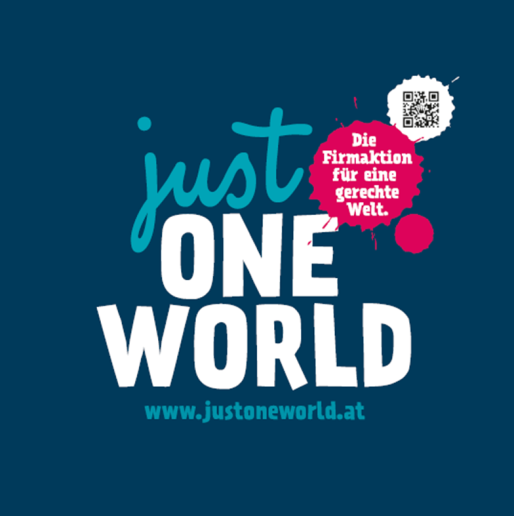 just
ONE
WORLD
Die
Firmaktion
für eine
gerechte
Welt.
www.justoneworld.at